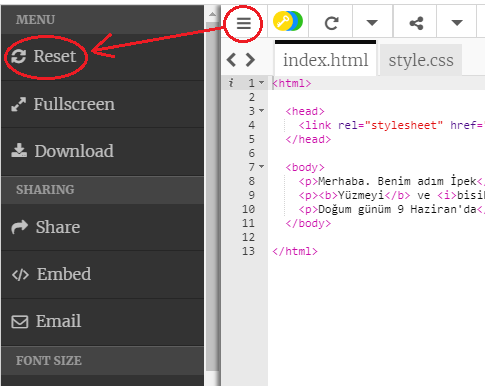 MENU
Reset
Fullscreen
Download
SHARING
Share
Embed
Email
FONT SIZE
index.html style.css
i 1 <html>
2
3 <head>
4 <link rel="stylesheet" href="
5 </head>
6
7 <body>
8 <p>Merhaba. Benim adım İpek</
9 <p><b>Yüzmeyi</b> ve <i>bisik
10 <p>Doğum günüm 9 Haziran'da</
11 </body>
12
13 </html>